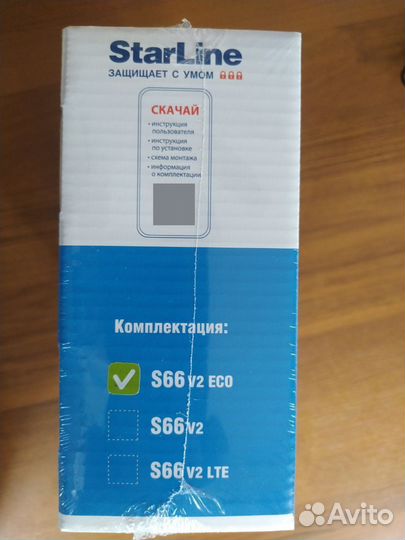 StarLine
ЗАЩИЩАЕТ С УМОМ
СКАЧАЙ
• инструкция
пользователя
• инструкция
по установке
• схема монтажа
• информация
о комплектации
Комплектация:
S66 V2 ECO
S66 V2
S66 V2 LTE
Avito